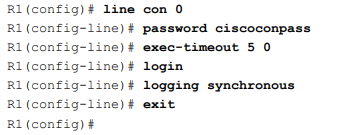 R1(config)# line con 0
R1(config-line)# password ciscoconpass
R1(config-line)# exec-timeout 5 0
R1(config-line)# login
R1(config-line)# logging synchronous
R1(config-line)# exit
R1(config)#